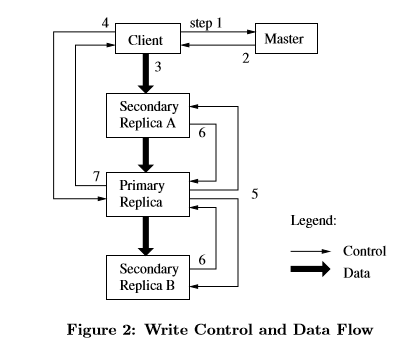 4
step 1
Client
Master
2
3
Secondary
Replica A
6
7
Primary
Replica
5
Legend:
6
Control
Secondary
Replica B
Data
Figure 2: Write Control and Data Flow